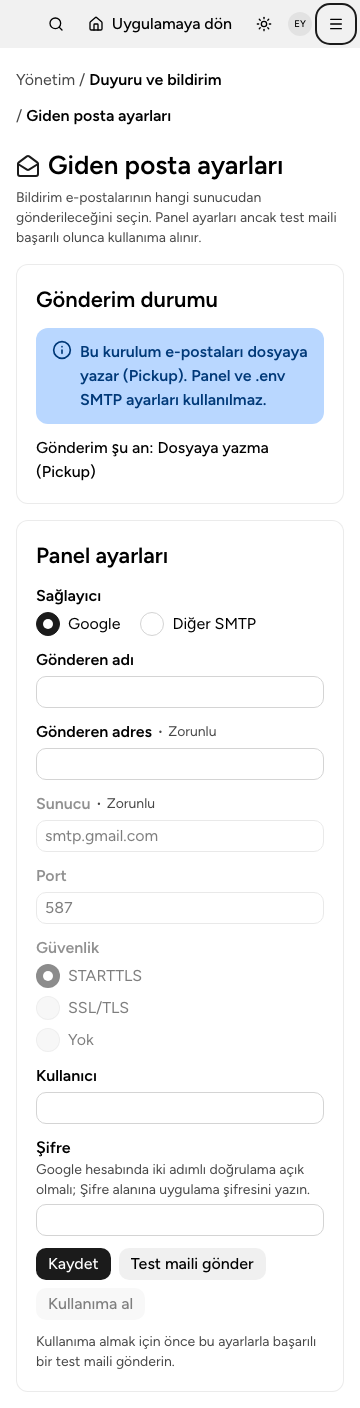 Uygulamaya dön
EY
Yönetim / Duyuru ve bildirim
/ Giden posta ayarları
Giden posta ayarları
Bildirim e-postalarının hangi sunucudan
gönderileceğini seçin. Panel ayarları ancak test maili
başarılı olunca kullanıma alınır.
Gönderim durumu
Bu kurulum e-postaları dosyaya
yazar (Pickup). Panel ve .env
SMTP ayarları kullanılmaz.
Gönderim şu an: Dosyaya yazma
(Pickup)
Panel ayarları
Sağlayıcı
Google
Diğer SMTP
Gönderen adı
Gönderen adres • Zorunlu
Sunucu • Zorunlu
smtp.gmail.com
Port
587
Güvenlik
STARTTLS
SSL/TLS
Yok
Kullanıcı
Şifre
Google hesabında iki adımlı doğrulama açık
olmalı; Şifre alanına uygulama şifresini yazın.
Kaydet
Test maili gönder
Kullanıma al
Kullanıma almak için önce bu ayarlarla başarılı
bir test maili gönderin.